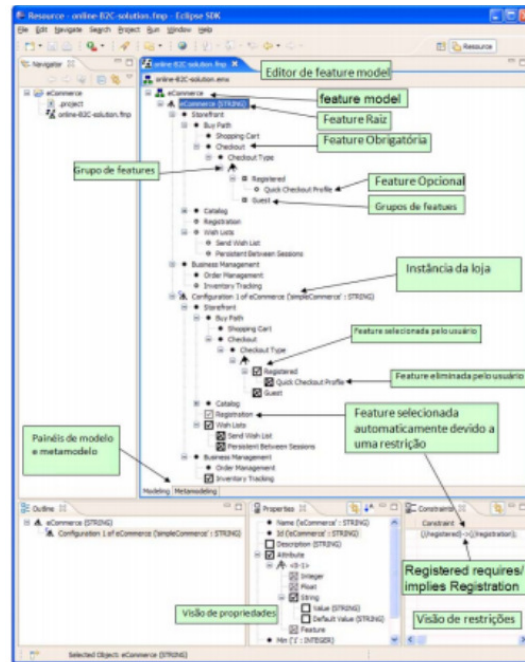 Resource - online-B2C-solution.fmp - Eclipse SDK
File Edit Navigate Search Project Run Window Help
Resource
Navigator
eCommerce
.project
online-B2C-solution.fmp
online-B2C-solution.fmp
online-B2C-solution.emx
Editor de feature model
eCommerce
feature model
eCommerce (STRING)
Feature Raiz
Storefront
Buy Path
Shopping Cart
Checkout
Feature Obrigatória
Checkout Type
Grupo de features
Registered
Quick Checkout Profile
Feature Opcional
Guest
Grupos de featues
Catalog
Registration
Wish Lists
Send Wish List
Persistent Between Sessions
Business Management
Order Management
Inventory Tracking
Instância da loja
Configuration 1 of eCommerce ('simpleCommerce' : STRING)
Storefront
Buy Path
Shopping Cart
Checkout
Feature selecionada pelo usuário
Checkout Type
Registered
Quick Checkout Profile
Feature eliminada pelo usuário
Guest
Catalog
Registration
Feature selecionada automaticamente devido a uma restrição
Wish Lists
Send Wish List
Persistent Between Sessions
Business Management
Order Management
Inventory Tracking
Painéis de modelo
e metamodelo
Modeling Metamodeling
Outline
eCommerce (STRING)
Configuration 1 of eCommerce ('simpleCommerce' : STRING)
Properties
Name ('eCommerce' : STRING)
Id ('eCommerce' : STRING)
Description (STRING)
Attribute
<0-1>
Integer
Float
String
Value (STRING)
Default Value (STRING)
Feature
Min ('1' : INTEGER)
Visão de propriedades
Constraints
Constraint
(//registered)->(//registration);
Registered requires/
implies Registration
Visão de restrições
Selected Object: eCommerce (STRING)